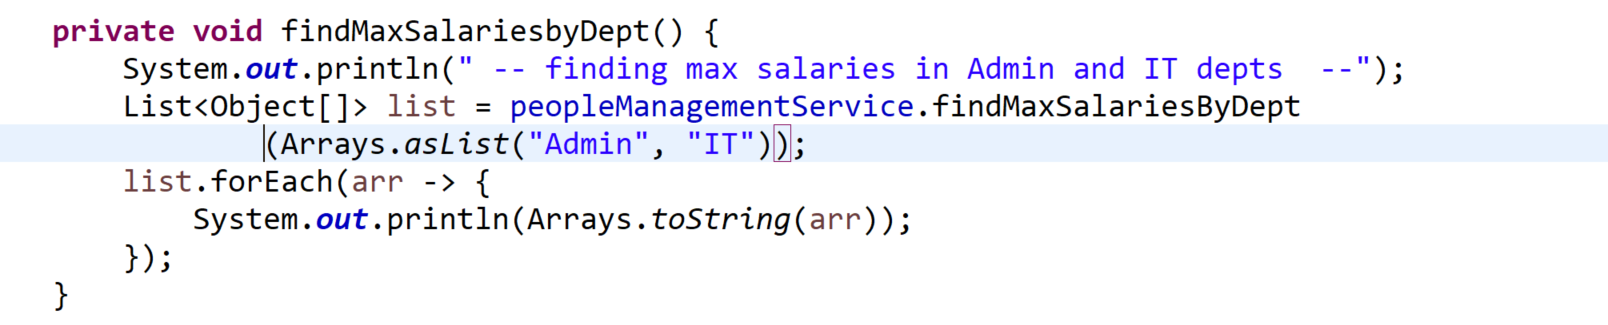 private void findMaxSalariesbyDept() {
System.out.println(" -- finding max salaries in Admin and IT depts  --");
List<Object[]> list = peopleManagementService.findMaxSalariesByDept
(Arrays.asList("Admin", "IT"));
list.forEach(arr -> {
System.out.println(Arrays.toString(arr));
});
}